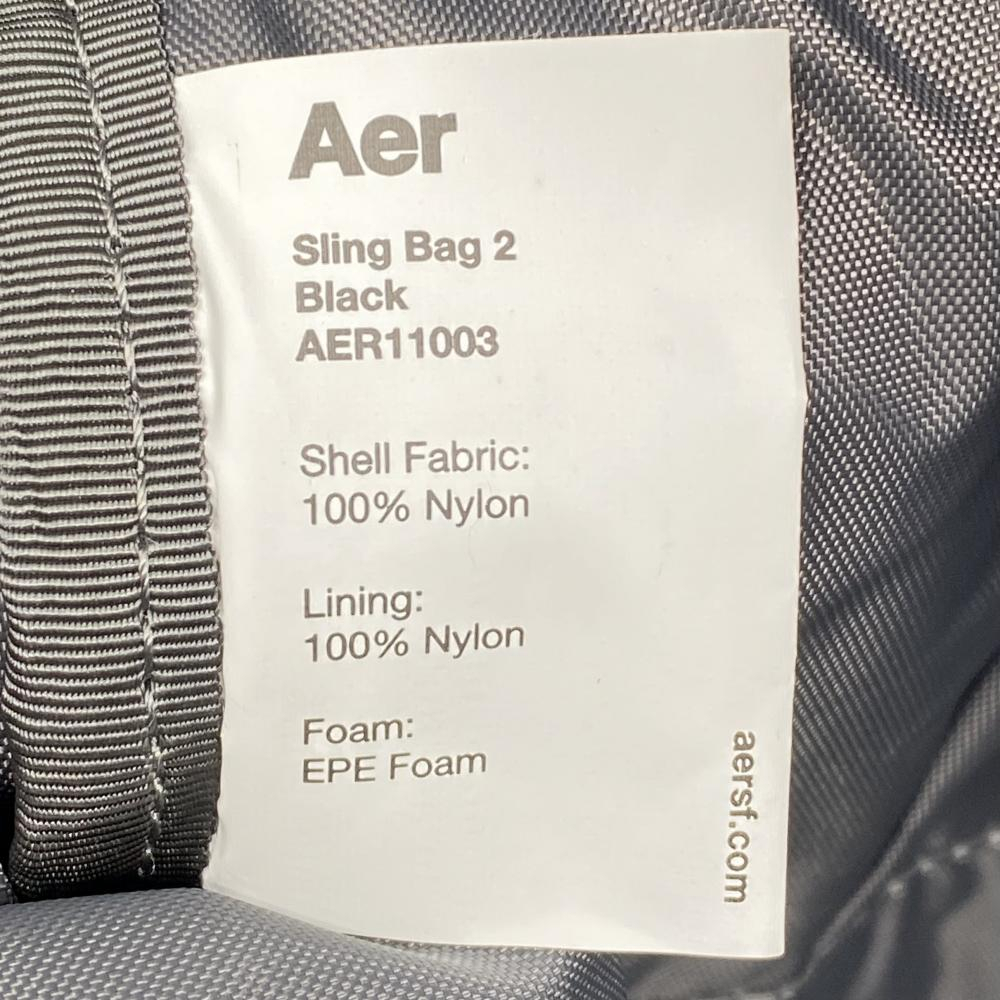 Aer
Sling Bag 2
Black
AER11003
Shell Fabric:
100% Nylon
Lining:
100% Nylon
Foam:
EPE Foam
aersf.com